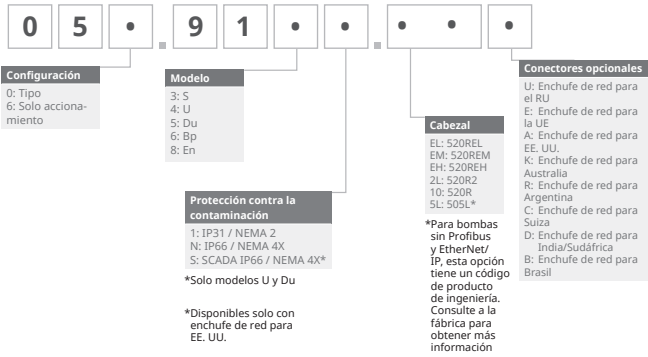 0 5 • . 9 1 • • . • • •
Configuración
0: Tipo
6: Solo acciona-
miento
Modelo
3: S
4: U
5: Du
6: Bp
8: En
Protección contra la
contaminación
1: IP31 / NEMA 2
N: IP66 / NEMA 4X
S: SCADA IP66 / NEMA 4X*
*Solo modelos U y Du
*Disponibles solo con
enchufe de red para
EE. UU.
Cabezal
EL: 520REL
EM: 520REM
EH: 520REH
2L: 520R2
10: 520R
5L: 505L*
*Para bombas
sin Profibus
y EtherNet/
IP, esta opción
tiene un código
de producto
de ingeniería.
Consulte a la
fábrica para
obtener más
información
Conectores opcionales
U: Enchufe de red para
el RU
E: Enchufe de red para
la UE
A: Enchufe de red para
EE. UU.
K: Enchufe de red para
Australia
R: Enchufe de red para
Argentina
C: Enchufe de red para
Suiza
D: Enchufe de red para
India/Sudáfrica
B: Enchufe de red para
Brasil